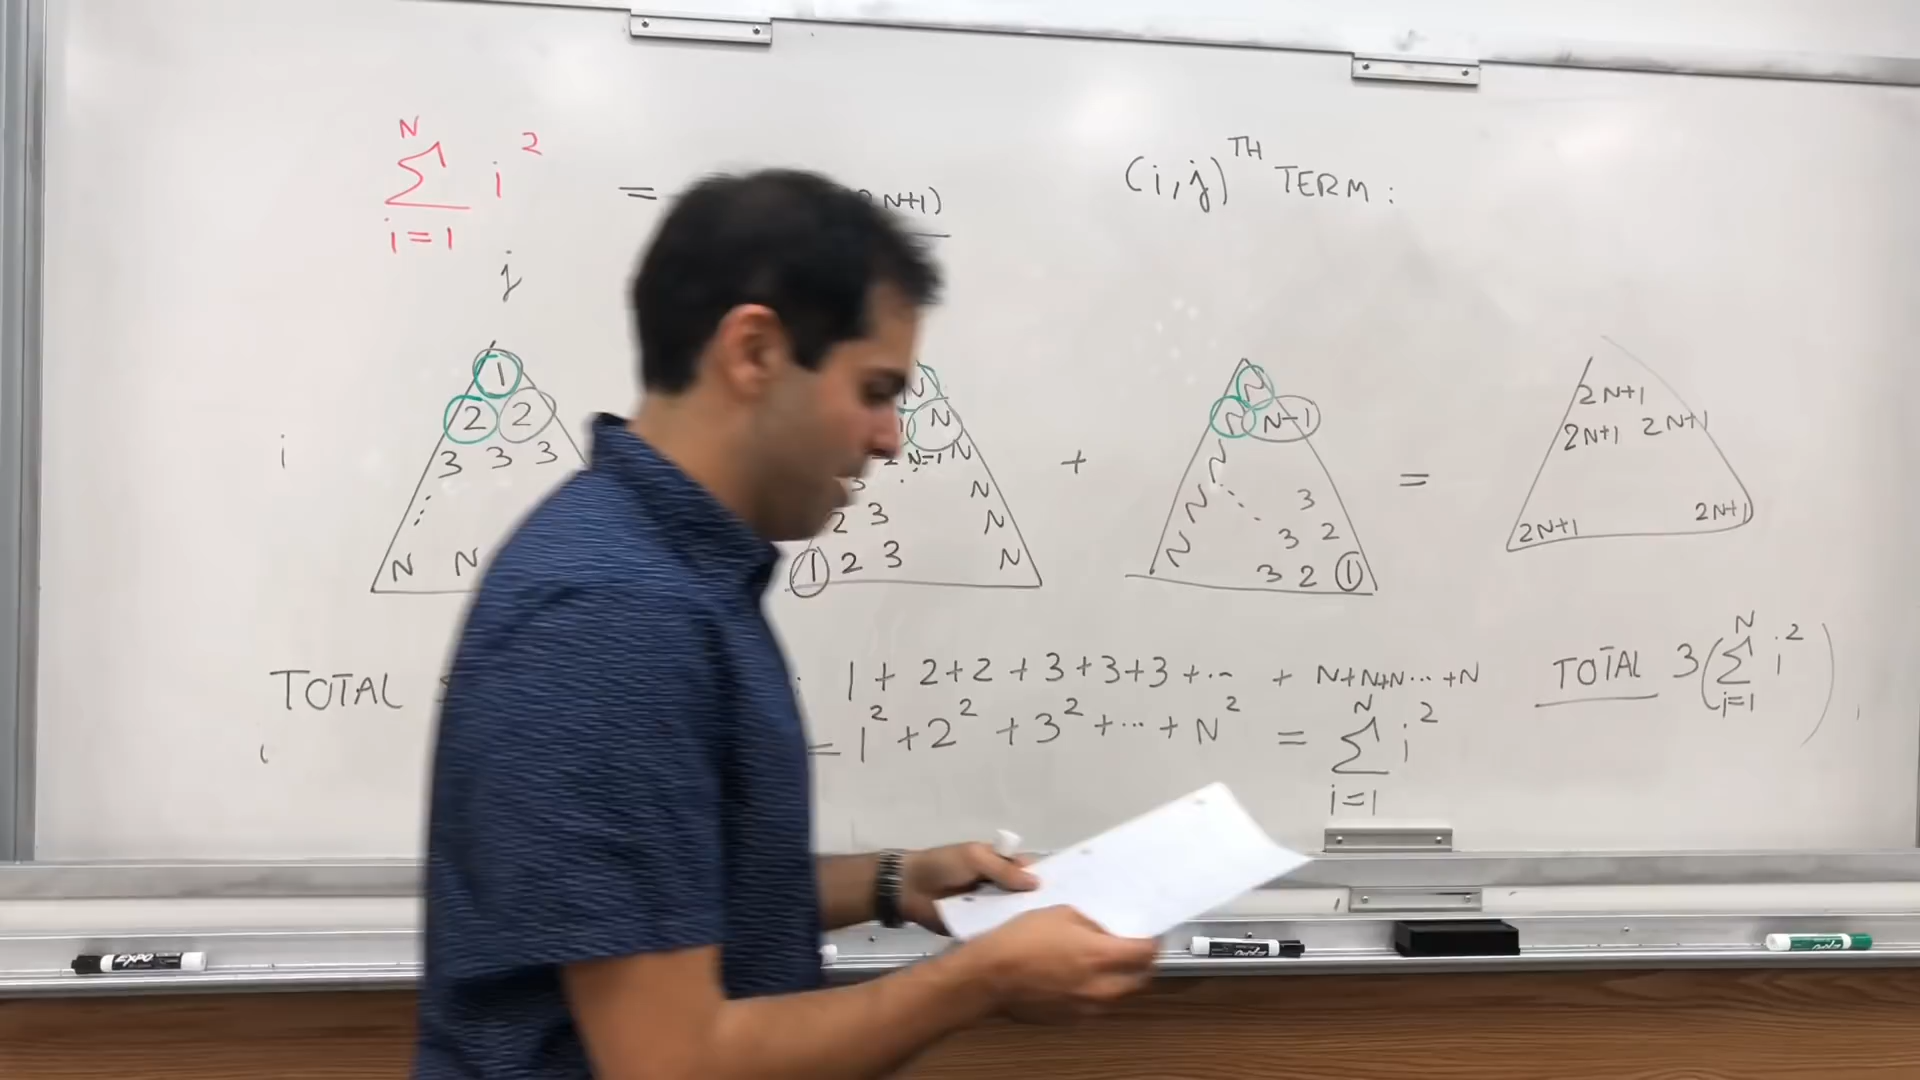 N
∑ i² = 2N+1)
i=1
(i,j)ᵀᴴ TERM:
j
i
1
2 2
3 3 3
⋮
N N
N
N
N-1 N
3 N
2 3 N
1 2 3 N
+
N
N N-1
N
N 3
N 3 2
3 2 1
=
2N+1
2N+1 2N+1
2N+1 2N+1
TOTAL : 1 + 2+2 + 3+3+3 + ... + N+N+N...+N
= 1² + 2² + 3² + ... + N² = ∑ i²
N
i=1
TOTAL 3(∑ i²)
N
i=1
EXPO